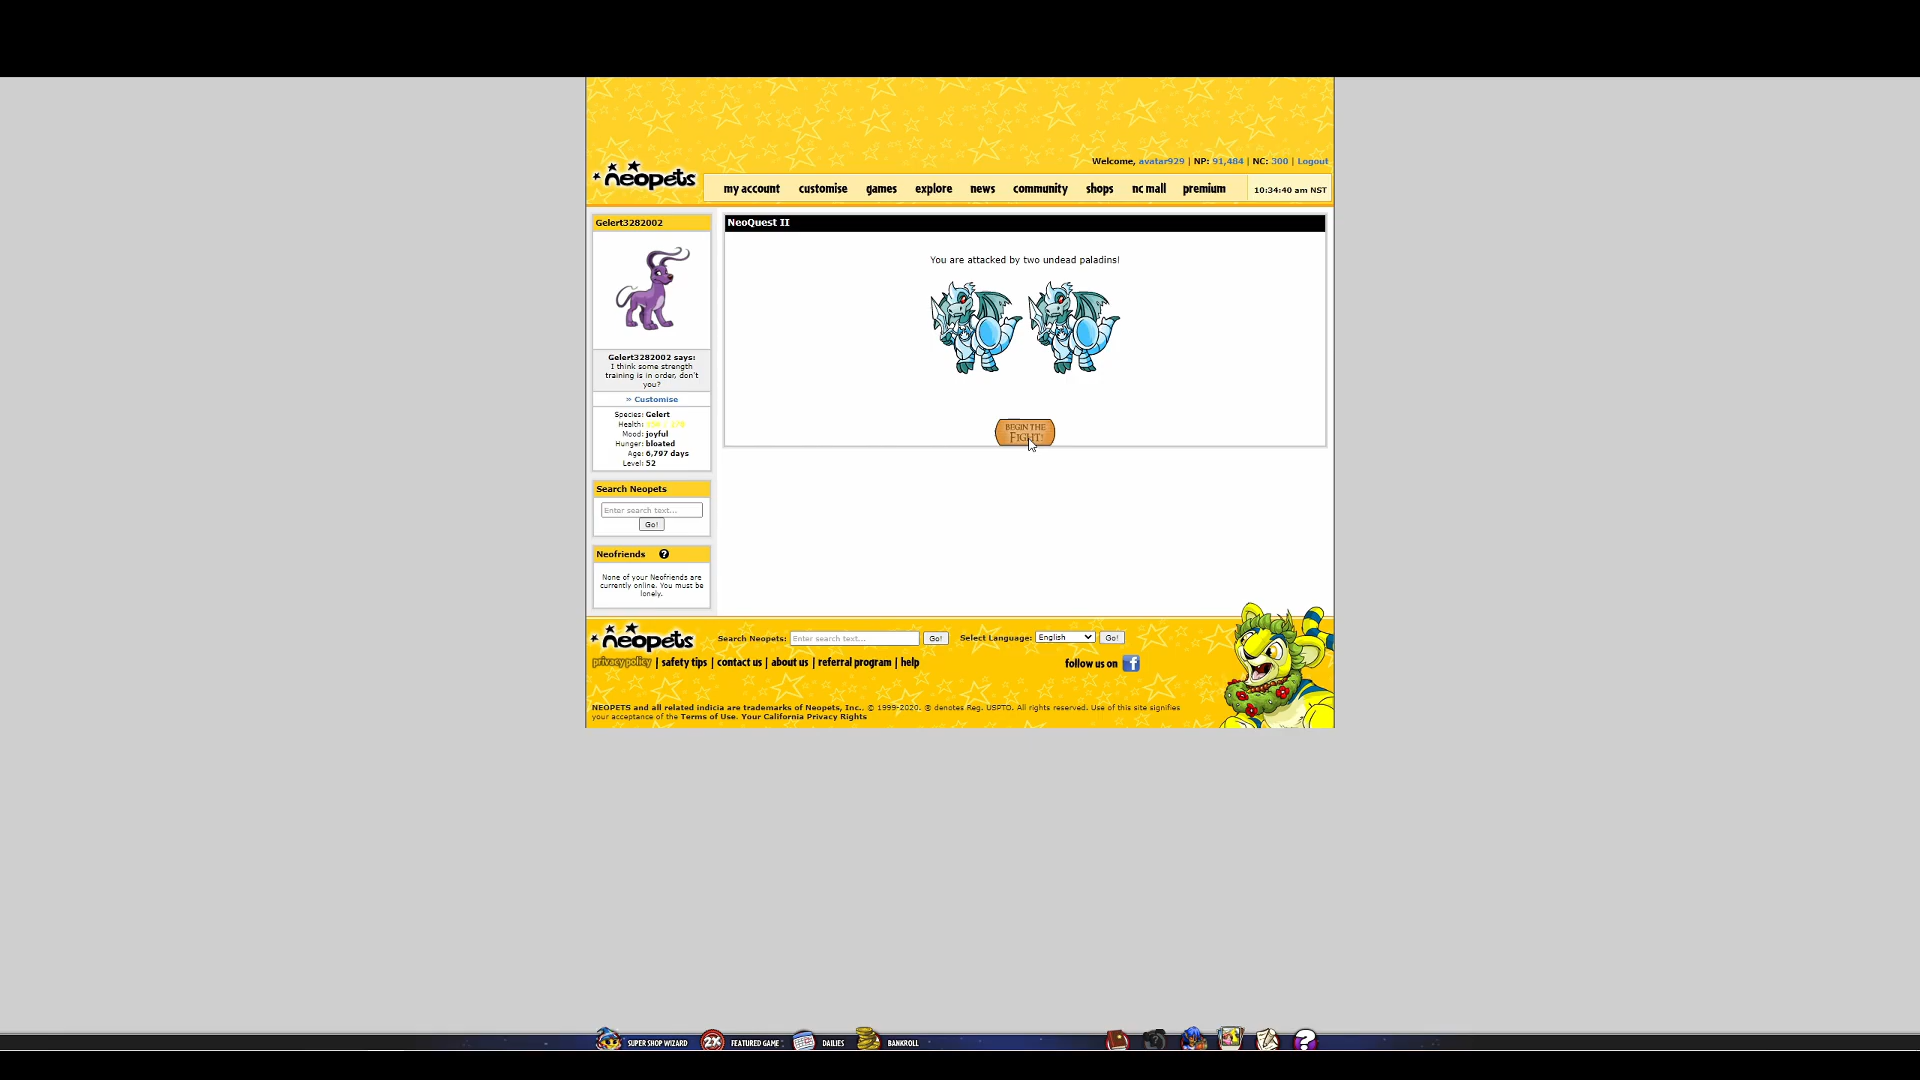 Welcome, avatar929 | NP: 91,484 | NC: 300 | Logout
neopets
my account customise games explore news community shops nc mall premium 10:34:40 am NST
Gelert3282002
Gelert3282002 says:
I think some strength
training is in order, don't
you?
» Customise
Species: Gelert
Health:
Mood: joyful
Hunger: bloated
Age: 6,797 days
Level: 52
Search Neopets
Enter search text...
Go!
Neofriends ?
None of your Neofriends are
currently online. You must be
lonely.
NeoQuest II
You are attacked by two undead paladins!
BEGIN THE
FIGHT!
neopets
Search Neopets: Enter search text... Go! Select Language: English Go!
privacy policy | safety tips | contact us | about us | referral program | help
follow us on f
NEOPETS and all related indicia are trademarks of Neopets, Inc., © 1999-2020. ® denotes Reg. USPTO. All rights reserved. Use of this site signifies
your acceptance of the Terms of Use. Your California Privacy Rights
SUPER SHOP WIZARD 2X FEATURED GAME DAILIES BANKROLL ?